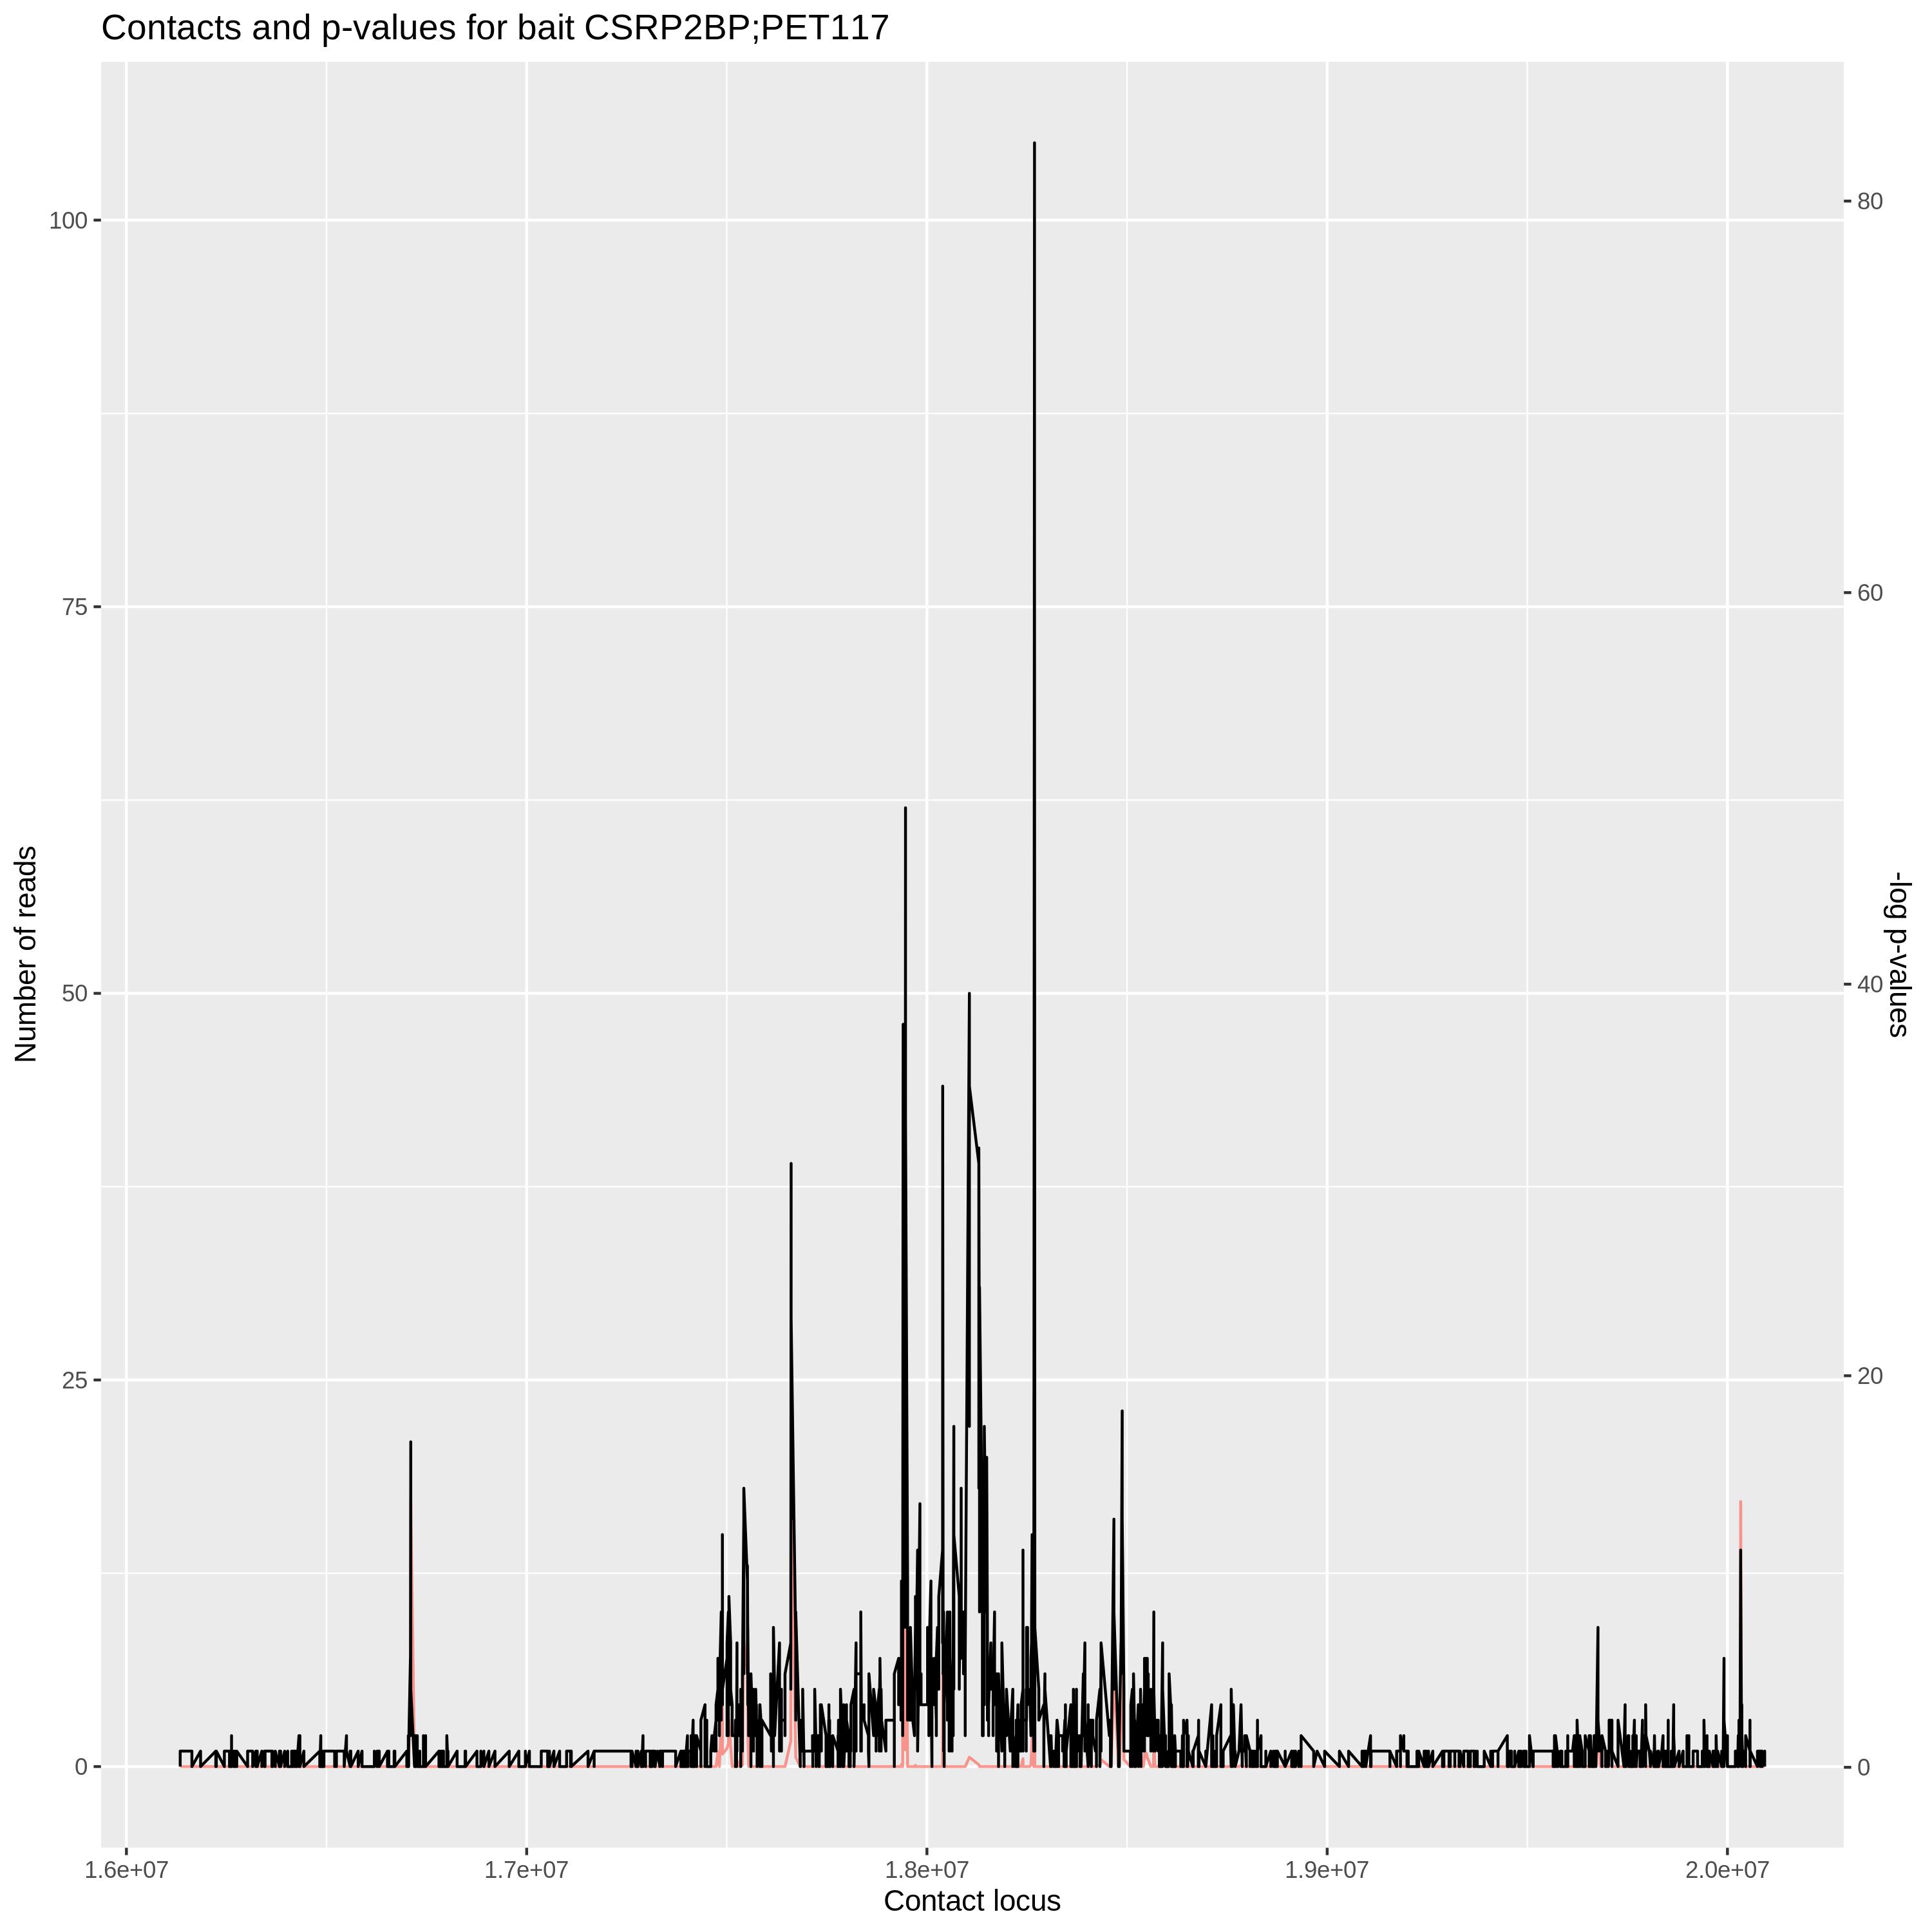 Contacts and p-values for bait CSRP2BP;PET117
100
75
50
25
0
Number of reads
80
60
40
20
0
-log p-values
1.6e+07 1.7e+07 1.8e+07 1.9e+07 2.0e+07
Contact locus